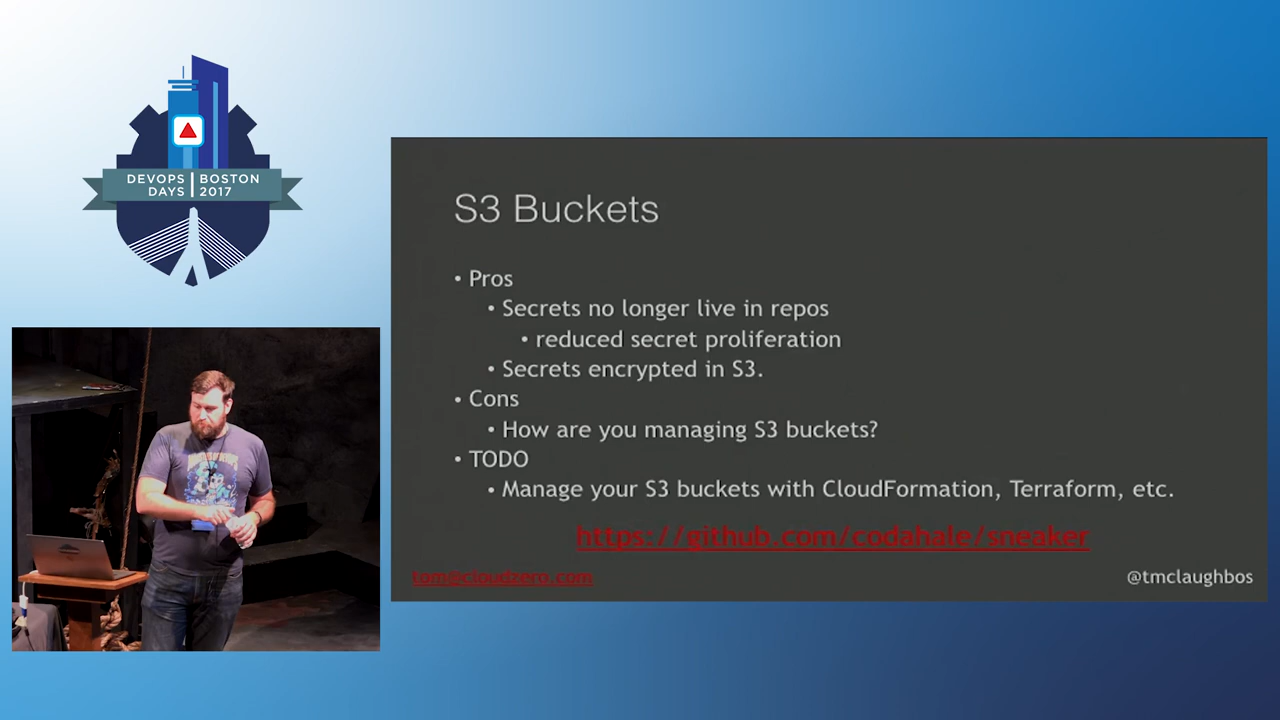 DEVOPS BOSTON
DAYS 2017
S3 Buckets
• Pros
• Secrets no longer live in repos
• reduced secret proliferation
• Secrets encrypted in S3.
• Cons
• How are you managing S3 buckets?
• TODO
• Manage your S3 buckets with CloudFormation, Terraform, etc.
https://github.com/codahale/sneaker
tom@cloudzero.com
@tmclaughbos